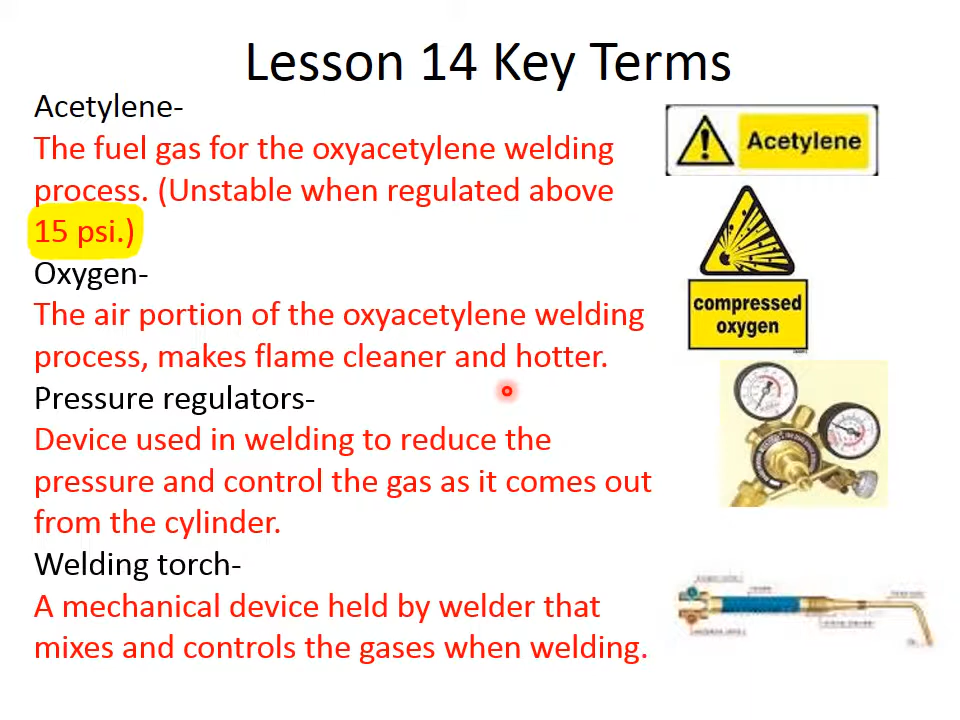 Lesson 14 Key Terms
Acetylene-
The fuel gas for the oxyacetylene welding
process. (Unstable when regulated above
15 psi.)
Acetylene
Oxygen-
The air portion of the oxyacetylene welding
process, makes flame cleaner and hotter.
compressed
oxygen
Pressure regulators-
Device used in welding to reduce the
pressure and control the gas as it comes out
from the cylinder.
Welding torch-
A mechanical device held by welder that
mixes and controls the gases when welding.